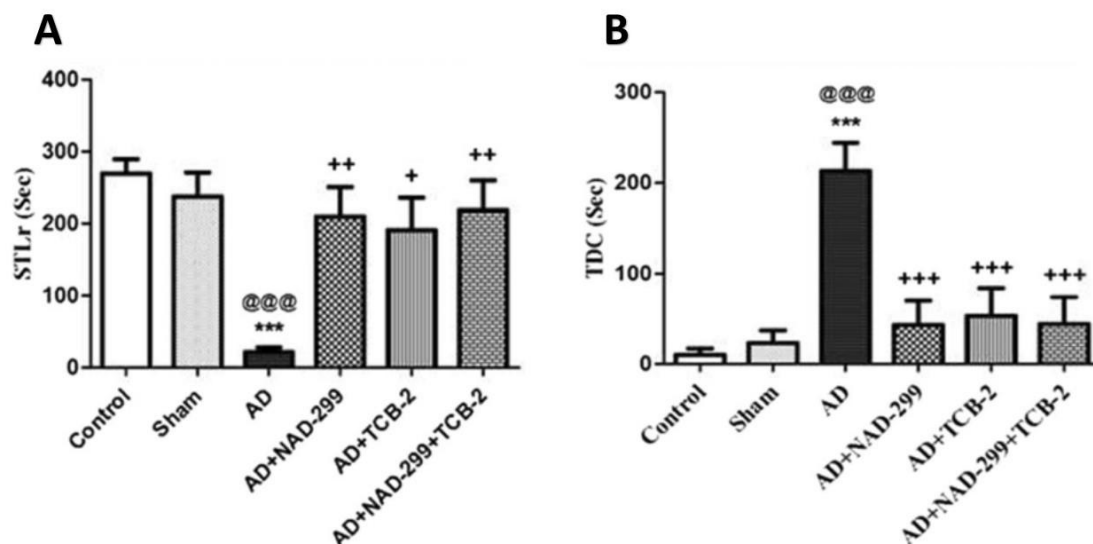 A
STLr (Sec)
400
300
200
100
0
@@@
***
++
+
++
Control
Sham
AD
AD+NAD-299
AD+TCB-2
AD+NAD-299+TCB-2
B
TDC (Sec)
300
200
100
0
@@@
***
+++
+++
+++
Control
Sham
AD
AD+NAD-299
AD+TCB-2
AD+NAD-299+TCB-2